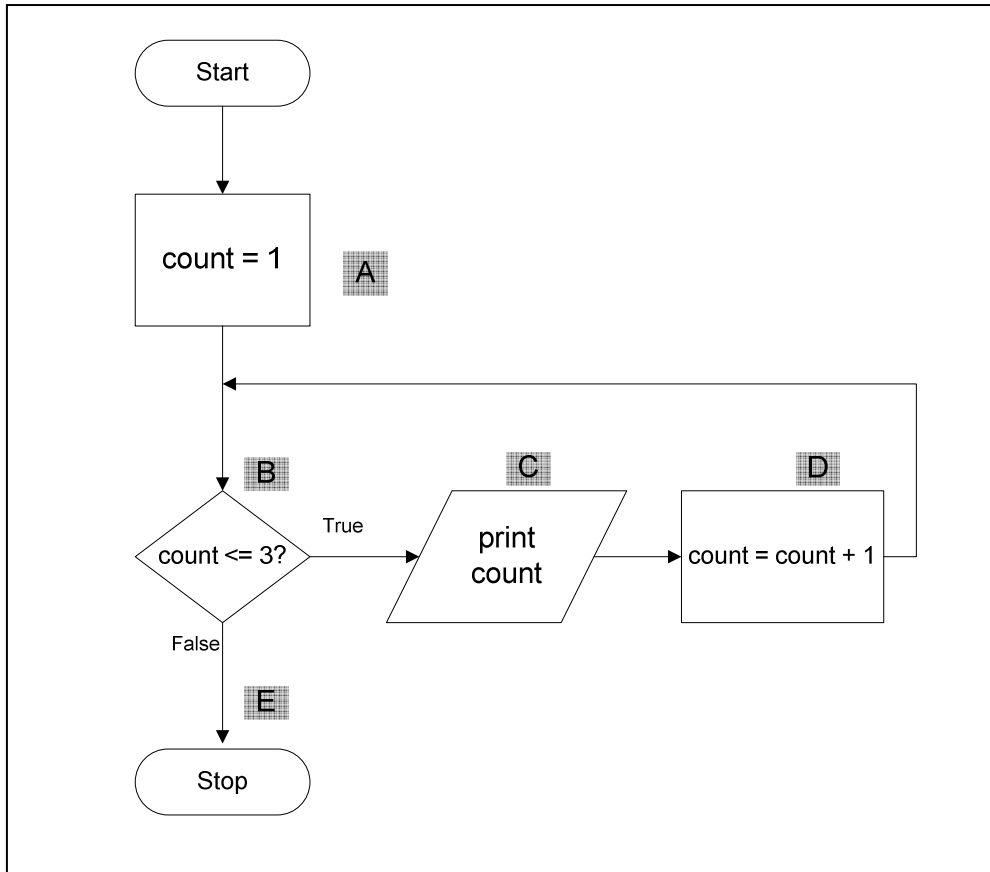 Start
count = 1
A
B
count <= 3?
True
C
print
count
D
count = count + 1
False
E
Stop